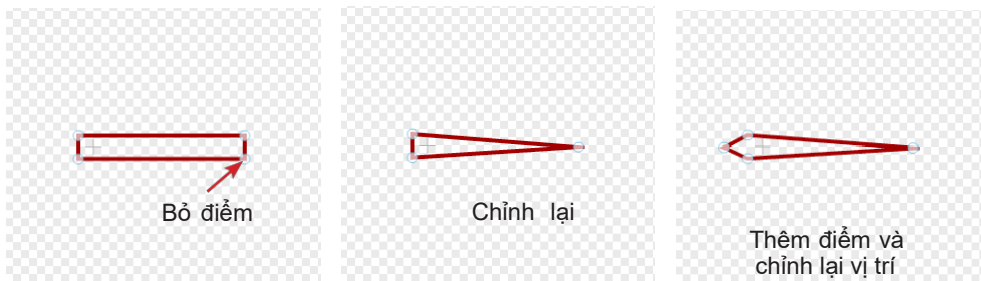 Bỏ điểm
Chỉnh lại
Thêm điểm và
chỉnh lại vị trí